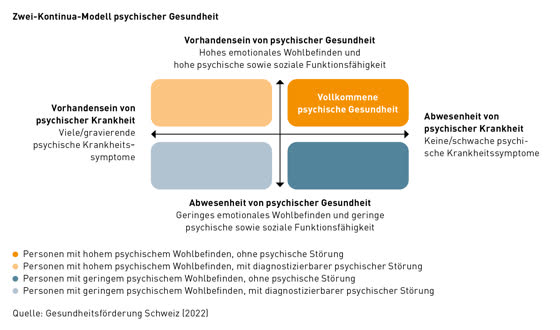 Zwei-Kontinua-Modell psychischer Gesundheit
Vorhandensein von psychischer Gesundheit
Hohes emotionales Wohlbefinden und
hohe psychische sowie soziale Funktionsfähigkeit
Vollkommene
psychische Gesundheit
Vorhandensein von
psychischer Krankheit
Viele/gravierende
psychische Krankheits-
symptome
Abwesenheit von
psychischer Krankheit
Keine/schwache psychi-
sche Krankheitssymptome
Abwesenheit von psychischer Gesundheit
Geringes emotionales Wohlbefinden und geringe
psychische sowie soziale Funktionsfähigkeit
Personen mit hohem psychischem Wohlbefinden, ohne psychische Störung
Personen mit hohem psychischem Wohlbefinden, mit diagnostizierbarer psychischer Störung
Personen mit geringem psychischem Wohlbefinden, ohne psychische Störung
Personen mit geringem psychischem Wohlbefinden, mit diagnostizierbarer psychischer Störung
Quelle: Gesundheitsförderung Schweiz (2022)